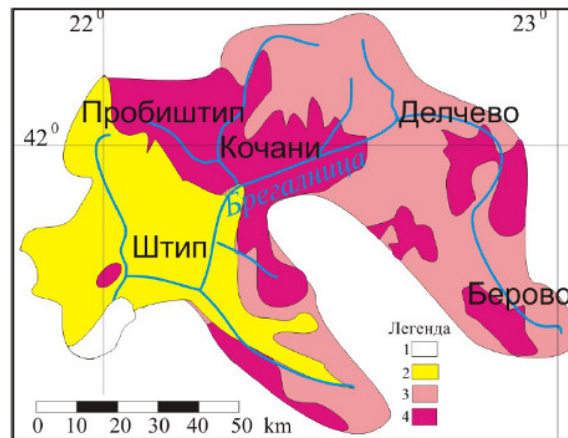 22⁰ 23⁰
Пробиштип
Делчево
42⁰
Кочани
Брегалница
Штип
Берово
Легенда
1
2
3
4
0 10 20 30 40 50 km